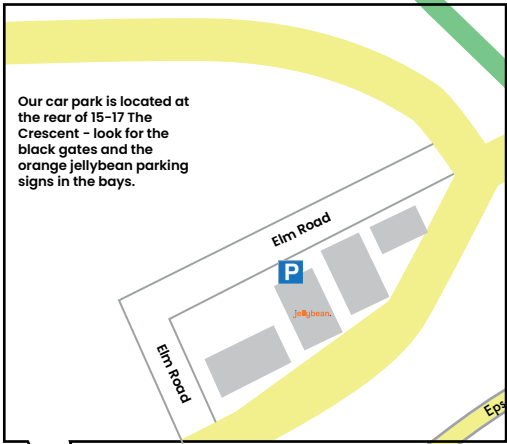 Our car park is located at
the rear of 15-17 The
Crescent - look for the
black gates and the
orange jellybean parking
signs in the bays.
Elm Road
P
jellybean.
Elm Road
Eps